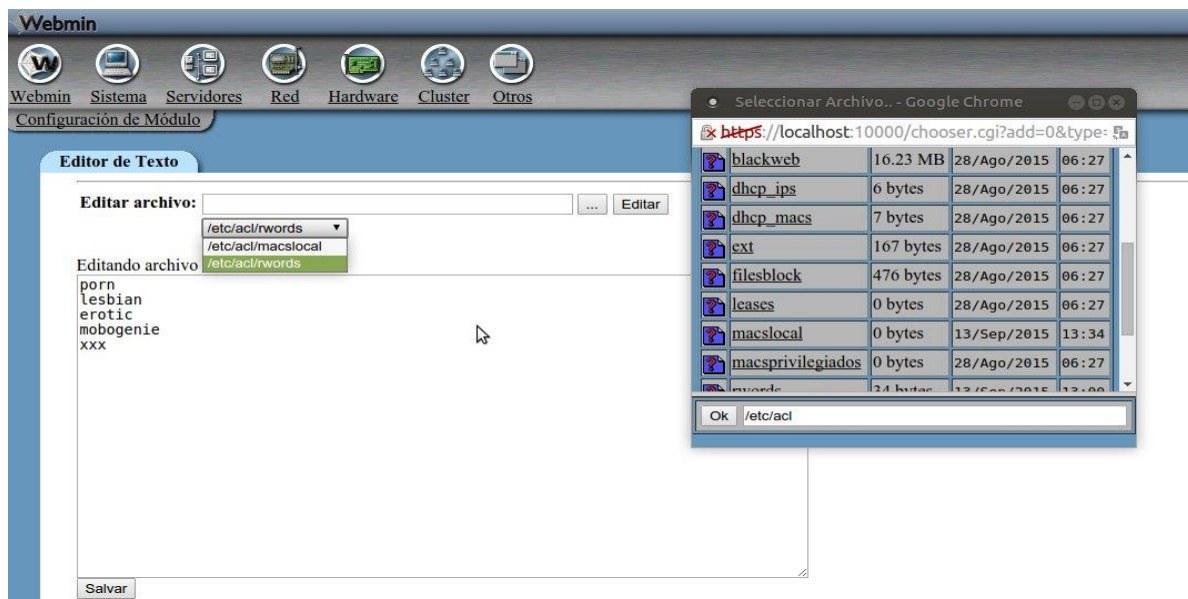 Webmin
Webmin Sistema Servidores Red Hardware Cluster Otros
Configuración de Módulo
Editor de Texto
Editar archivo: ... Editar
/etc/acl/rwords
/etc/acl/macslocal
/etc/acl/rwords
Editando archivo
porn
lesbian
erotic
mobogenie
xxx
Salvar
Seleccionar Archivo.. - Google Chrome
https://localhost:10000/chooser.cgi?add=0&type=
blackweb 16.23 MB 28/Ago/2015 06:27
dhcp_ips 6 bytes 28/Ago/2015 06:27
dhcp_macs 7 bytes 28/Ago/2015 06:27
ext 167 bytes 28/Ago/2015 06:27
filesblock 476 bytes 28/Ago/2015 06:27
leases 0 bytes 28/Ago/2015 06:27
macslocal 0 bytes 13/Sep/2015 13:34
macsprivilegiados 0 bytes 28/Ago/2015 06:27
rwords 34 bytes 13/Sep/2015
Ok /etc/acl